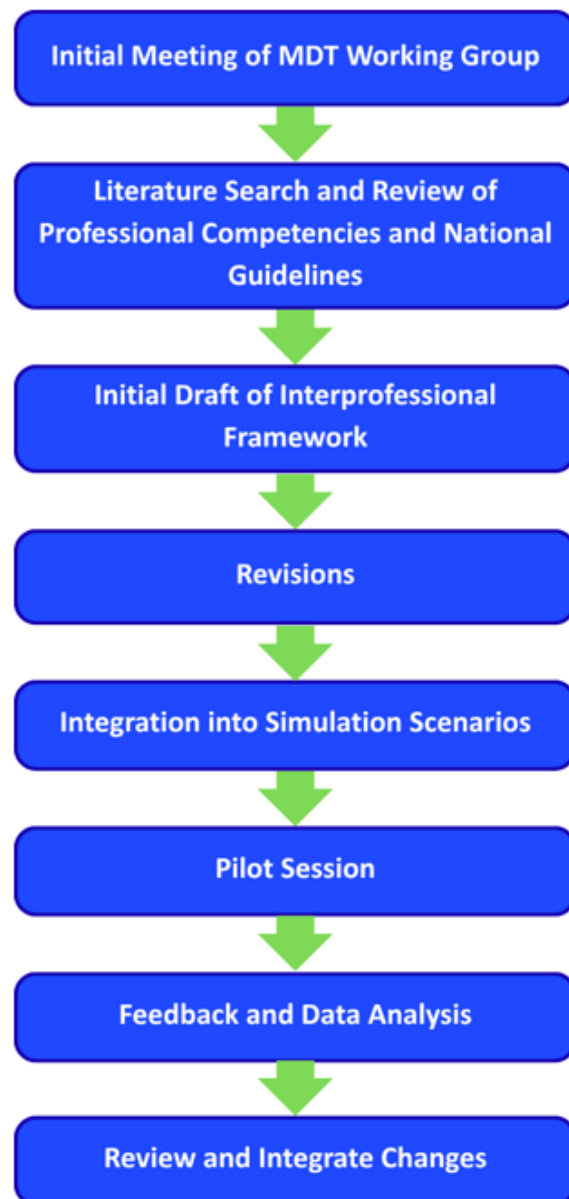 Initial Meeting of MDT Working Group
Literature Search and Review of
Professional Competencies and National
Guidelines
Initial Draft of Interprofessional
Framework
Revisions
Integration into Simulation Scenarios
Pilot Session
Feedback and Data Analysis
Review and Integrate Changes